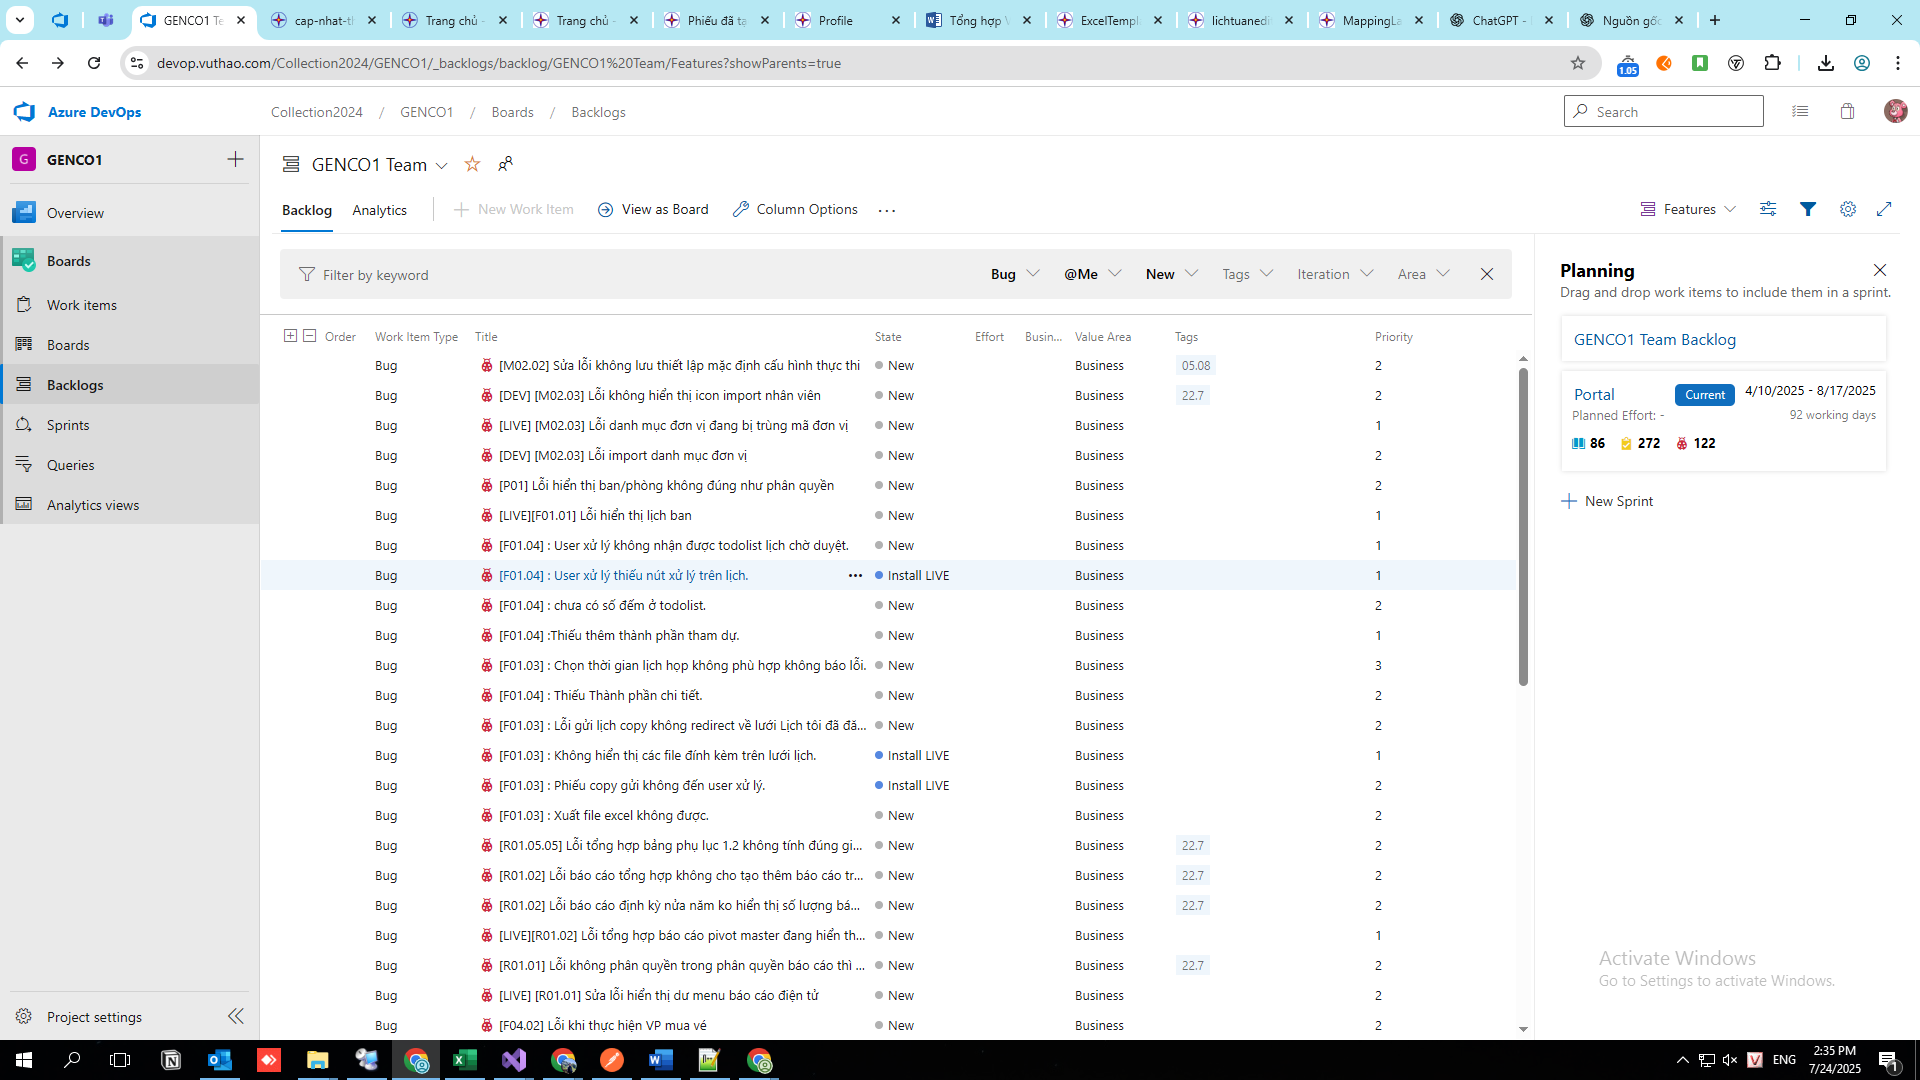 GENCO1 Te
cap-nhat-tl
Trang chủ -
Trang chủ -
Phiếu đã tạ
Profile
Tổng hợp V
ExcelTempl
lichtuanedi
MappingLa
ChatGPT -
Nguồn gốc
devop.vuthao.com/Collection2024/GENCO1/_backlogs/backlog/GENCO1%20Team/Features?showParents=true
1.05
Azure DevOps
Collection2024 / GENCO1 / Boards / Backlogs
Search
G GENCO1
Overview
Boards
Work items
Boards
Backlogs
Sprints
Queries
Analytics views
Project settings
GENCO1 Team
Backlog Analytics New Work Item View as Board Column Options
Features
Filter by keyword
Bug @Me New Tags Iteration Area
Order Work Item Type Title State Effort Busin... Value Area Tags Priority
Bug [M02.02] Sửa lỗi không lưu thiết lập mặc định cấu hình thực thi New Business 05.08 2
Bug [DEV] [M02.03] Lỗi không hiển thị icon import nhân viên New Business 22.7 2
Bug [LIVE] [M02.03] Lỗi danh mục đơn vị đang bị trùng mã đơn vị New Business 1
Bug [DEV] [M02.03] Lỗi import danh mục đơn vị New Business 2
Bug [P01] Lỗi hiển thị ban/phòng không đúng như phân quyền New Business 2
Bug [LIVE][F01.01] Lỗi hiển thị lịch ban New Business 1
Bug [F01.04] : User xử lý không nhận được todolist lịch chờ duyệt. New Business 1
Bug [F01.04] : User xử lý thiếu nút xử lý trên lịch. Install LIVE Business 1
Bug [F01.04] : chưa có số đếm ở todolist. New Business 2
Bug [F01.04] :Thiếu thêm thành phần tham dự. New Business 1
Bug [F01.03] : Chọn thời gian lịch họp không phù hợp không báo lỗi. New Business 3
Bug [F01.04] : Thiếu Thành phần chi tiết. New Business 2
Bug [F01.03] : Lỗi gửi lịch copy không redirect về lưới Lịch tôi đã đă... New Business 2
Bug [F01.03] : Không hiển thị các file đính kèm trên lưới lịch. Install LIVE Business 1
Bug [F01.03] : Phiếu copy gửi không đến user xử lý. Install LIVE Business 2
Bug [F01.03] : Xuất file excel không được. New Business 2
Bug [R01.05.05] Lỗi tổng hợp bảng phụ lục 1.2 không tính đúng gi... New Business 22.7 2
Bug [R01.02] Lỗi báo cáo tổng hợp không cho tạo thêm báo cáo tr... New Business 22.7 2
Bug [R01.02] Lỗi báo cáo định kỳ nửa năm ko hiển thị số lượng bá... New Business 22.7 2
Bug [LIVE][R01.02] Lỗi tổng hợp báo cáo pivot master đang hiển th... New Business 1
Bug [R01.01] Lỗi không phân quyền trong phân quyền báo cáo thì ... New Business 22.7 2
Bug [LIVE] [R01.01] Sửa lỗi hiển thị dư menu báo cáo điện tử New Business 2
Bug [F04.02] Lỗi khi thực hiện VP mua vé New Business 2
Planning
Drag and drop work items to include them in a sprint.
GENCO1 Team Backlog
Portal Current 4/10/2025 - 8/17/2025
Planned Effort: - 92 working days
86 272 122
New Sprint
Activate Windows
Go to Settings to activate Windows.
ENG
2:35 PM
7/24/2025
1